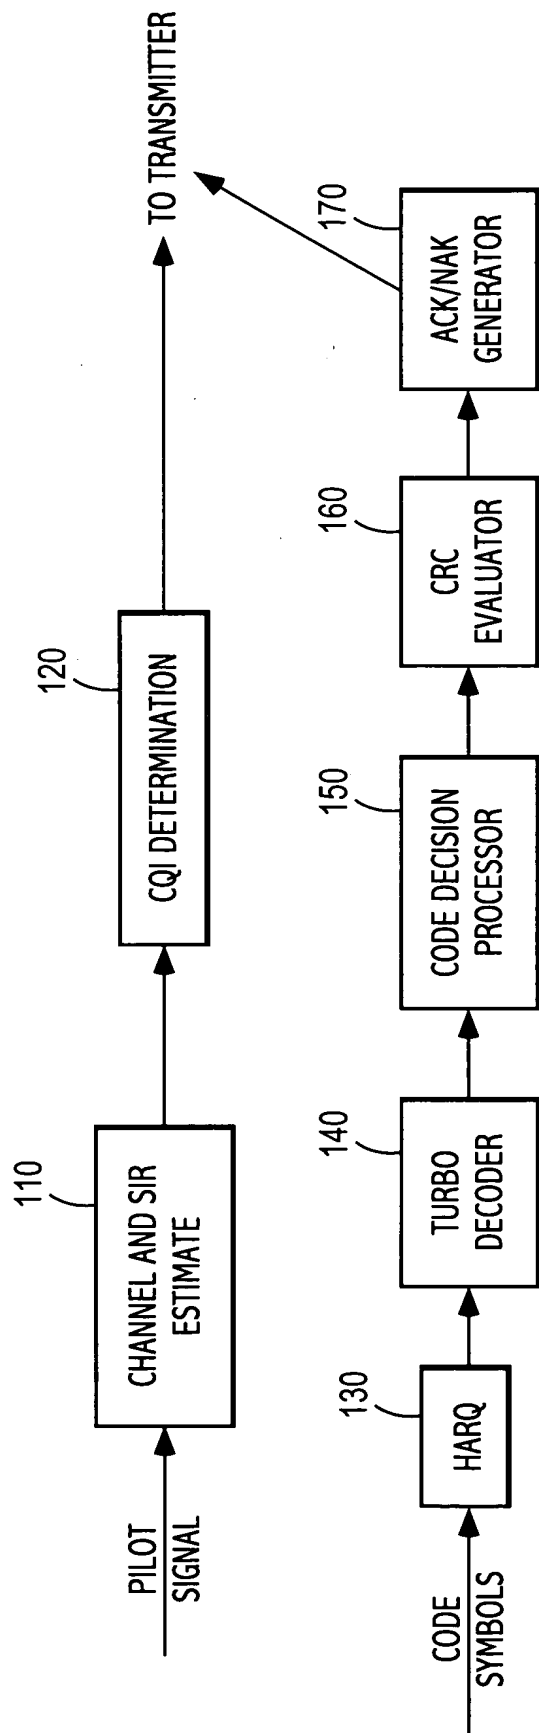 PILOT
SIGNAL
110
CHANNEL AND SIR
ESTIMATE
120
CQI DETERMINATION
TO TRANSMITTER
CODE
SYMBOLS
130
HARQ
140
TURBO
DECODER
150
CODE DECISION
PROCESSOR
160
CRC
EVALUATOR
170
ACK/NAK
GENERATOR